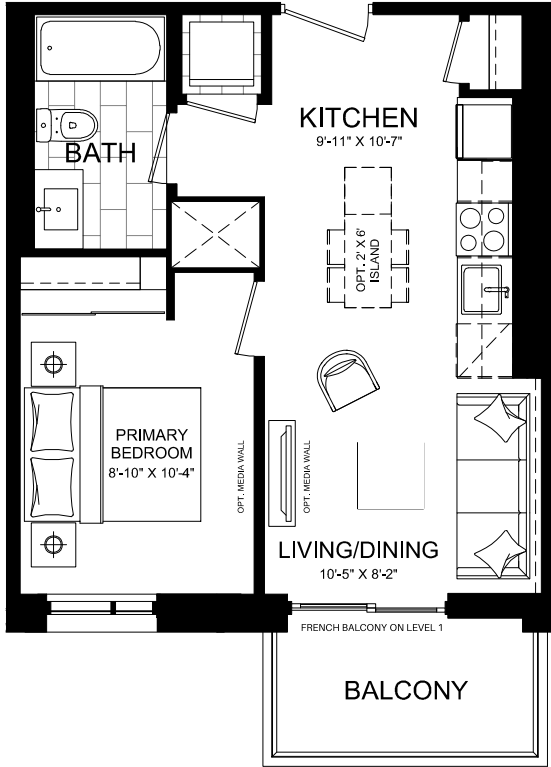 KITCHEN
9'-11" X 10'-7"
BATH
OPT. 2' X 6'
ISLAND
PRIMARY
BEDROOM
8'-10" X 10'-4"
OPT. MEDIA WALL
OPT. MEDIA WALL
LIVING/DINING
10'-5" X 8'-2"
FRENCH BALCONY ON LEVEL 1
BALCONY